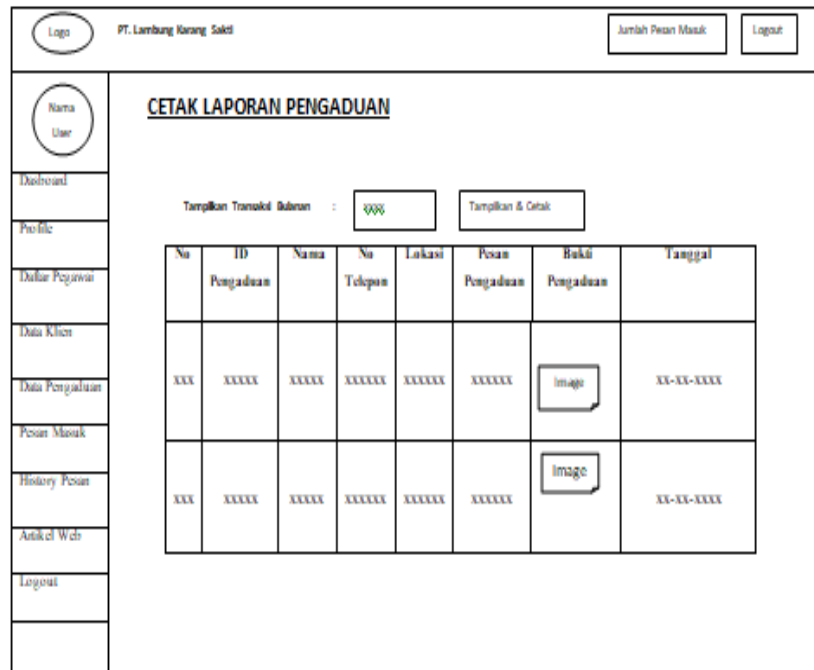 Logo
PT. Lambung Karang Sakti
Jumlah Pesan Masuk
Logout
Nama
User
CETAK LAPORAN PENGADUAN
Dasboard
Profile
Daftar Pegawai
Data Klien
Data Pengaduan
Pesan Masuk
History Pesan
Artikel Web
Logout
Tampilkan Transaksi Bulanan : xxxx
Tampilkan & Cetak
No ID Pengaduan Nama No Telepon Lokasi Pesan Pengaduan Bukti Pengaduan Tanggal
xxx xxxxx xxxxx xxxxxx xxxxxx xxxxxx Image xx-xx-xxxx
xxx xxxxx xxxxx xxxxxx xxxxxx xxxxxx Image xx-xx-xxxx